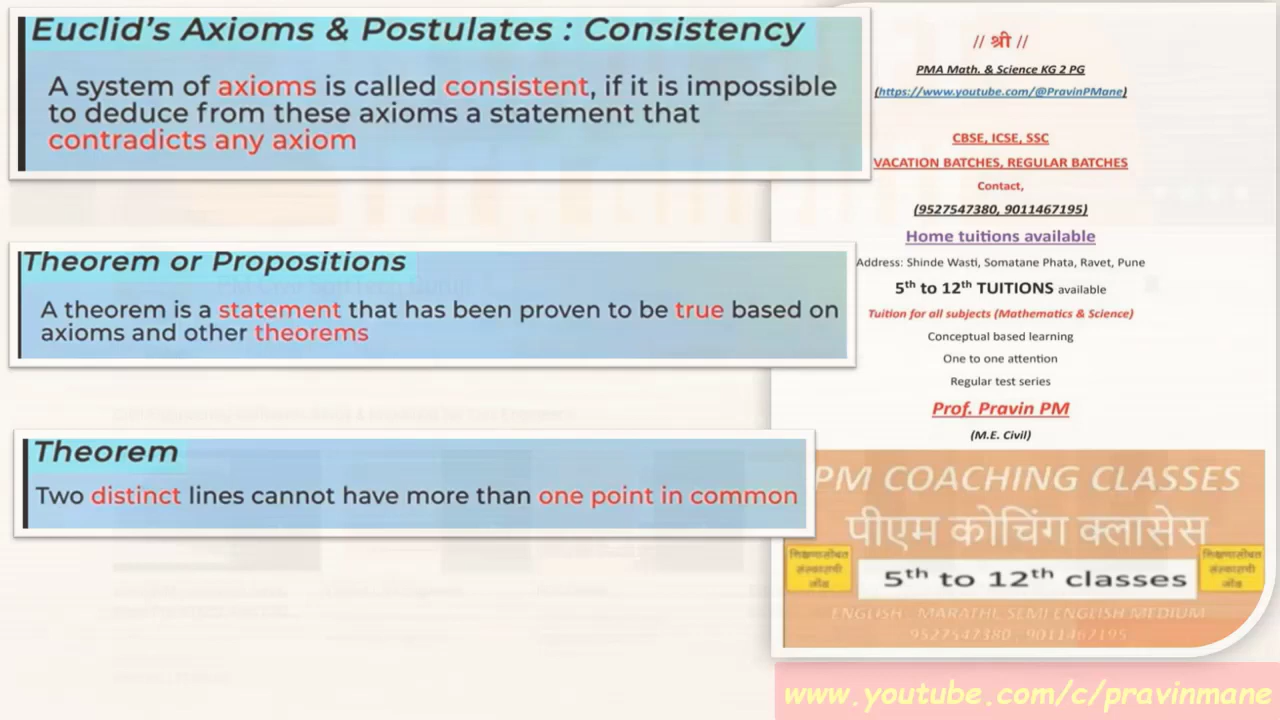 Euclid's Axioms & Postulates : Consistency
A system of axioms is called consistent, if it is impossible
to deduce from these axioms a statement that
contradicts any axiom
Theorem or Propositions
A theorem is a statement that has been proven to be true based on
axioms and other theorems
Theorem
Two distinct lines cannot have more than one point in common
// श्री //
PMA Math. & Science KG 2 PG
(https://www.youtube.com/@PravinPMane)
CBSE, ICSE, SSC
VACATION BATCHES, REGULAR BATCHES
Contact,
(9527547380, 9011467195)
Home tuitions available
Address: Shinde Wasti, Somatane Phata, Ravet, Pune
5th to 12th TUITIONS available
Tuition for all subjects (Mathematics & Science)
Conceptual based learning
One to one attention
Regular test series
Prof. Pravin PM
(M.E. Civil)
PM COACHING CLASSES
पीएम कोचिंग क्लासेस
शिक्षणासोबत
संस्काराची
जोड
5th to 12th classes
शिक्षणासोबत
संस्काराची
जोड
ENGLISH, MARATHI, SEMI ENGLISH MEDIUM
9527547380, 9011467195
www.youtube.com/c/pravinmane